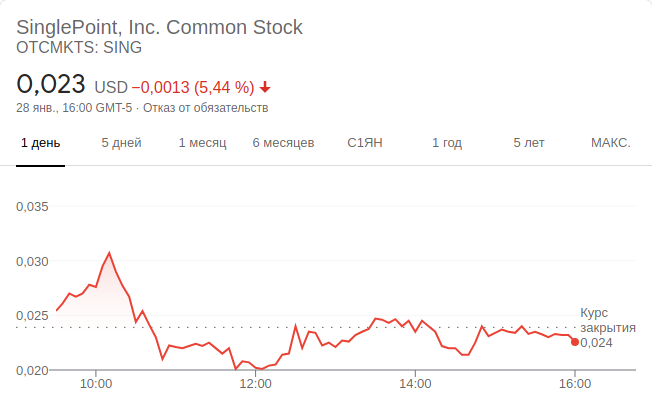 SinglePoint, Inc. Common Stock
OTCMKTS: SING
0,023 USD −0,0013 (5,44 %)
28 янв., 16:00 GMT-5 · Отказ от обязательств
1 день 5 дней 1 месяц 6 месяцев С1ЯН 1 год 5 лет МАКС.
0,035
0,030
0,025
0,020
Курс
закрытия
0,024
10:00 12:00 14:00 16:00